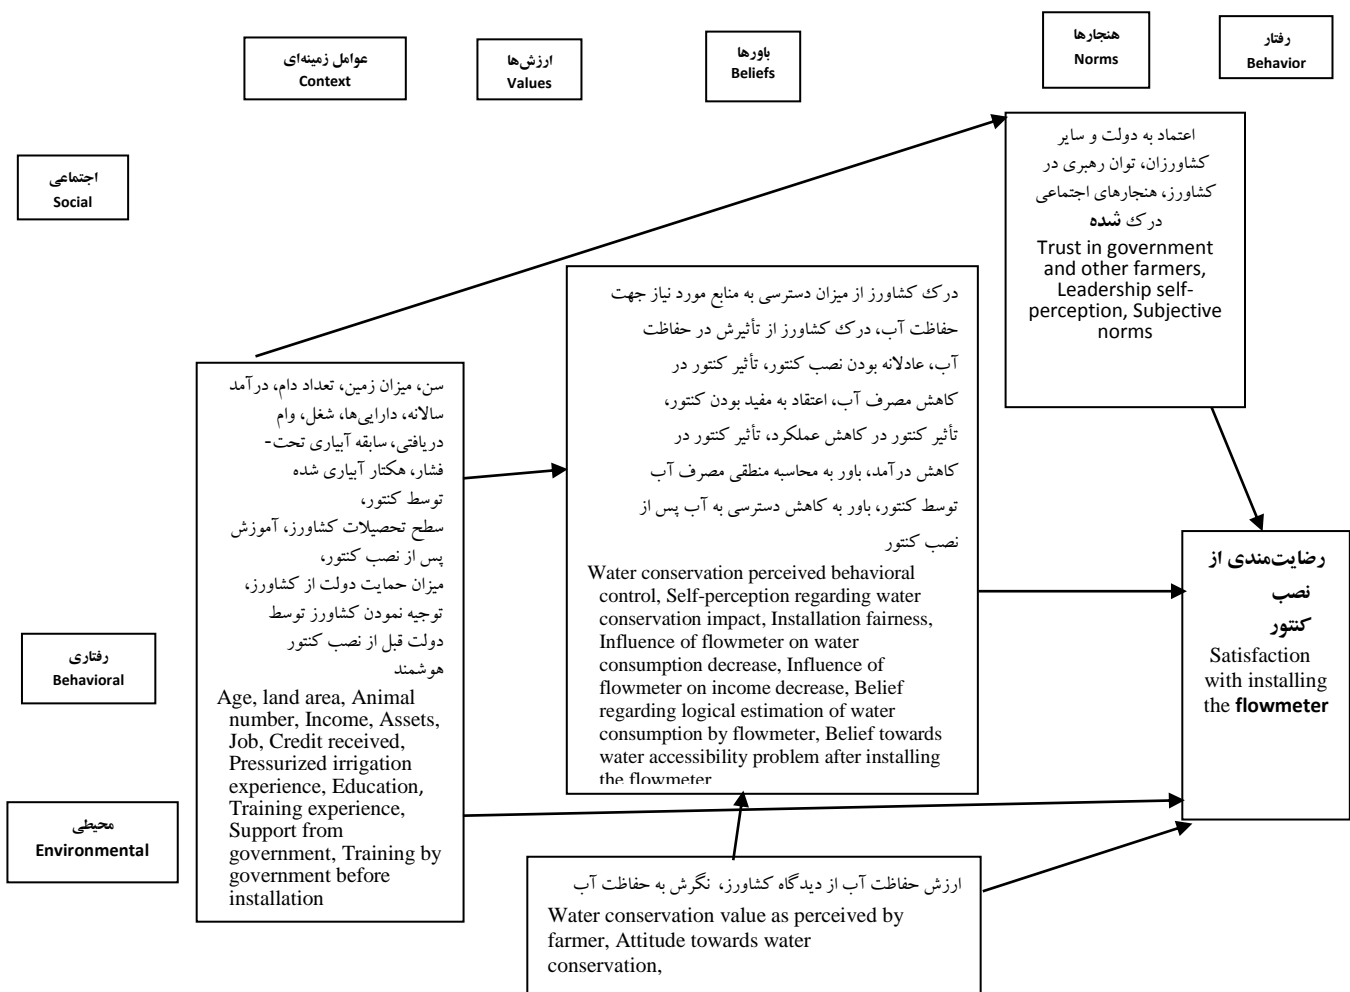 عوامل زمینه‌ای
Context
ارزش‌ها
Values
باورها
Beliefs
هنجارها
Norms
رفتار
Behavior
اجتماعی
Social
اعتماد به دولت و سایر
کشاورزان، توان رهبری در
کشاورز، هنجارهای اجتماعی
درک شده
Trust in government
and other farmers,
Leadership self-
perception, Subjective
norms
درک کشاورز از میزان دسترسی به منابع مورد نیاز جهت
حفاظت آب، درک کشاورز از تأثیرش در حفاظت
آب، عادلانه بودن نصب کنتور، تأثیر کنتور در
کاهش مصرف آب، اعتقاد به مفید بودن کنتور،
تأثیر کنتور در کاهش عملکرد، تأثیر کنتور در
کاهش درآمد، باور به محاسبه منطقی مصرف آب
توسط کنتور، باور به کاهش دسترسی به آب پس از
نصب کنتور
Water conservation perceived behavioral
control, Self-perception regarding water
conservation impact, Installation fairness,
Influence of flowmeter on water
consumption decrease, Influence of
flowmeter on income decrease, Belief
regarding logical estimation of water
consumption by flowmeter, Belief towards
water accessibility problem after installing
the flowmeter
سن، میزان زمین، تعداد دام، درآمد
سالانه، دارایی‌ها، شغل، وام
دریافتی، سابقه آبیاری تحت-
فشار، هکتار آبیاری شده
توسط کنتور،
سطح تحصیلات کشاورز، آموزش
پس از نصب کنتور،
میزان حمایت دولت از کشاورز،
توجیه نمودن کشاورز توسط
دولت قبل از نصب کنتور
هوشمند
Age, land area, Animal
number, Income, Assets,
Job, Credit received,
Pressurized irrigation
experience, Education,
Training experience,
Support from
government, Training by
government before
installation
رضایت‌مندی از
نصب
کنتور
Satisfaction
with installing
the flowmeter
رفتاری
Behavioral
محیطی
Environmental
ارزش حفاظت آب از دیدگاه کشاورز، نگرش به حفاظت آب
Water conservation value as perceived by
farmer, Attitude towards water
conservation,